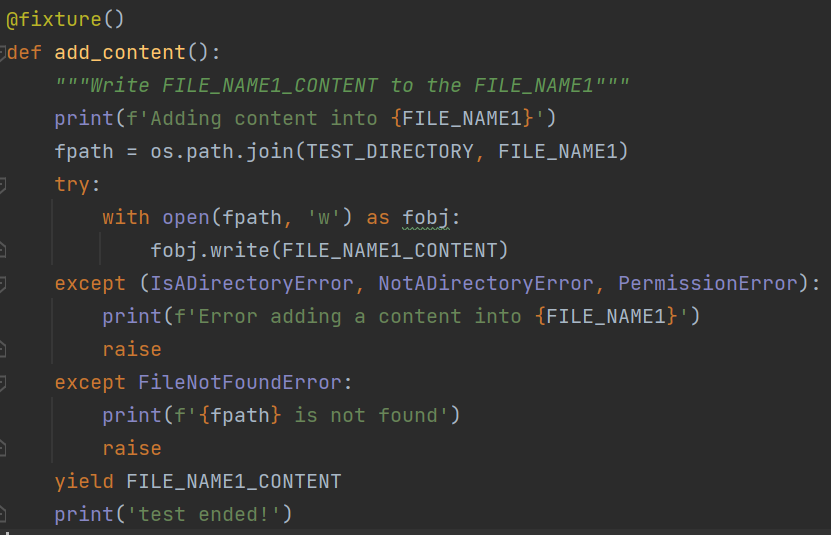 @fixture()
def add_content():
    """Write FILE_NAME1_CONTENT to the FILE_NAME1"""
    print(f'Adding content into {FILE_NAME1}')
    fpath = os.path.join(TEST_DIRECTORY, FILE_NAME1)
    try:
        with open(fpath, 'w') as fobj:
            fobj.write(FILE_NAME1_CONTENT)
    except (IsADirectoryError, NotADirectoryError, PermissionError):
        print(f'Error adding a content into {FILE_NAME1}')
        raise
    except FileNotFoundError:
        print(f'{fpath} is not found')
        raise
    yield FILE_NAME1_CONTENT
    print('test ended!')